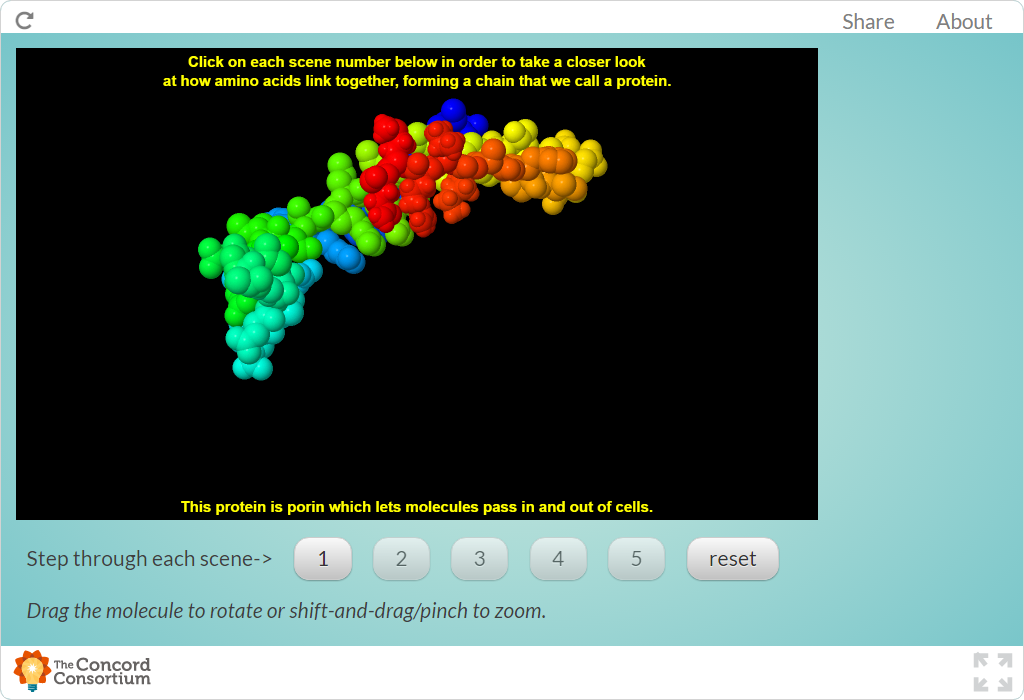 Share About
Click on each scene number below in order to take a closer look
at how amino acids link together, forming a chain that we call a protein.
This protein is porin which lets molecules pass in and out of cells.
Step through each scene-> 1 2 3 4 5 reset
Drag the molecule to rotate or shift-and-drag/pinch to zoom.
The Concord
Consortium